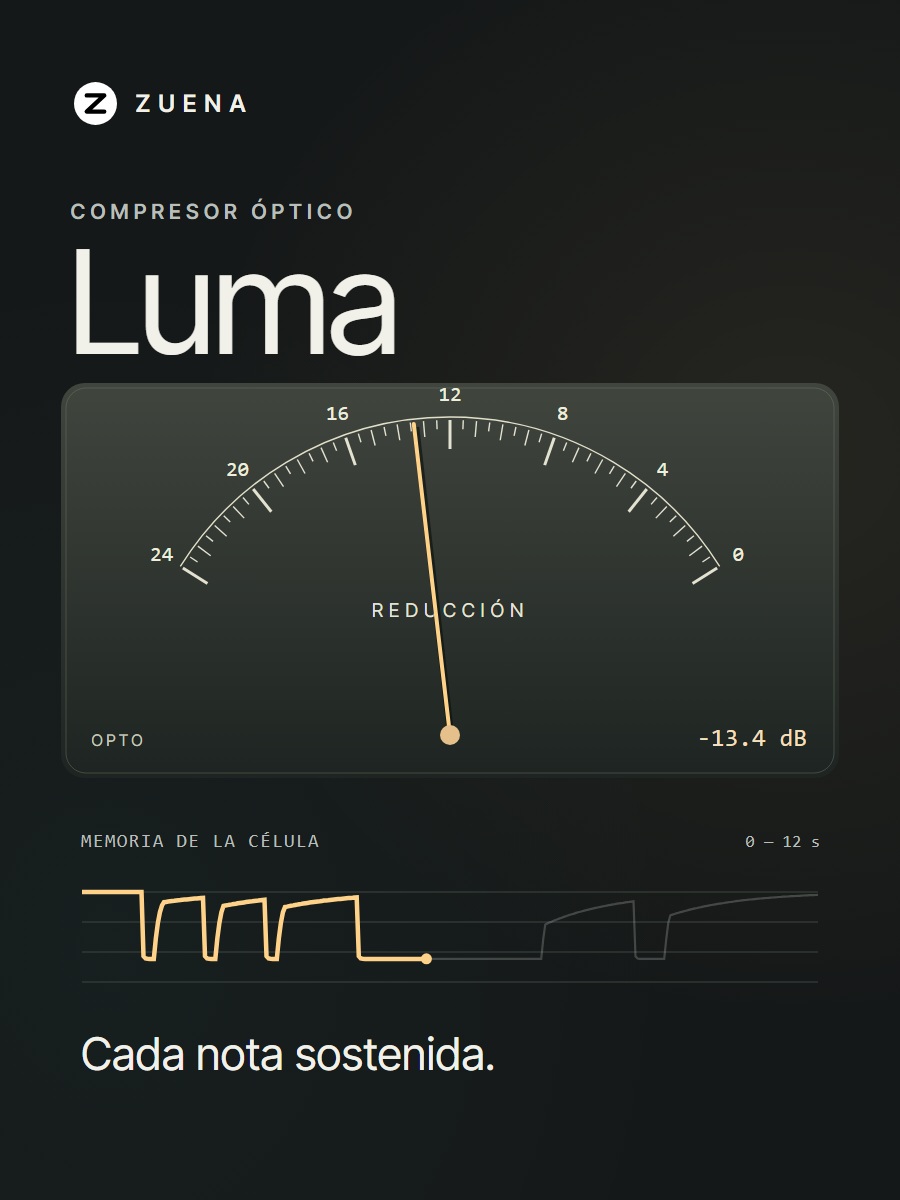 ZUENA
COMPRESOR ÓPTICO
Luma
24 20 16 12 8 4 0
REDUCCIÓN
OPTO
-13.4 dB
MEMORIA DE LA CÉLULA
0 — 12 s
Cada nota sostenida.